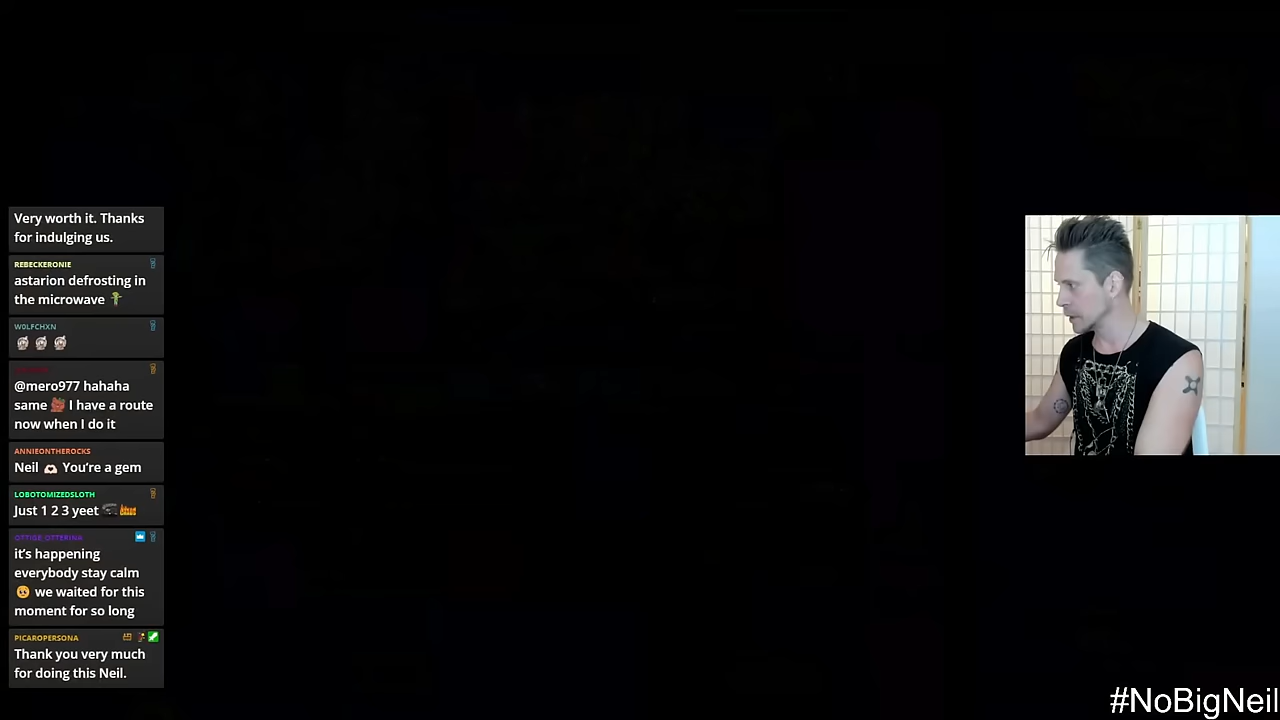 Very worth it. Thanks
for indulging us.
REBECKERONIE
astarion defrosting in
the microwave
W0LFCHXN
@mero977 hahaha
same I have a route
now when I do it
ANNIEONTHEROCKS
Neil You're a gem
LOBOTOMIZEDSLOTH
Just 1 2 3 yeet
OTTIGE_OTTERINA
it's happening
everybody stay calm
we waited for this
moment for so long
PICAROPERSONA
Thank you very much
for doing this Neil.
#NoBigNeil